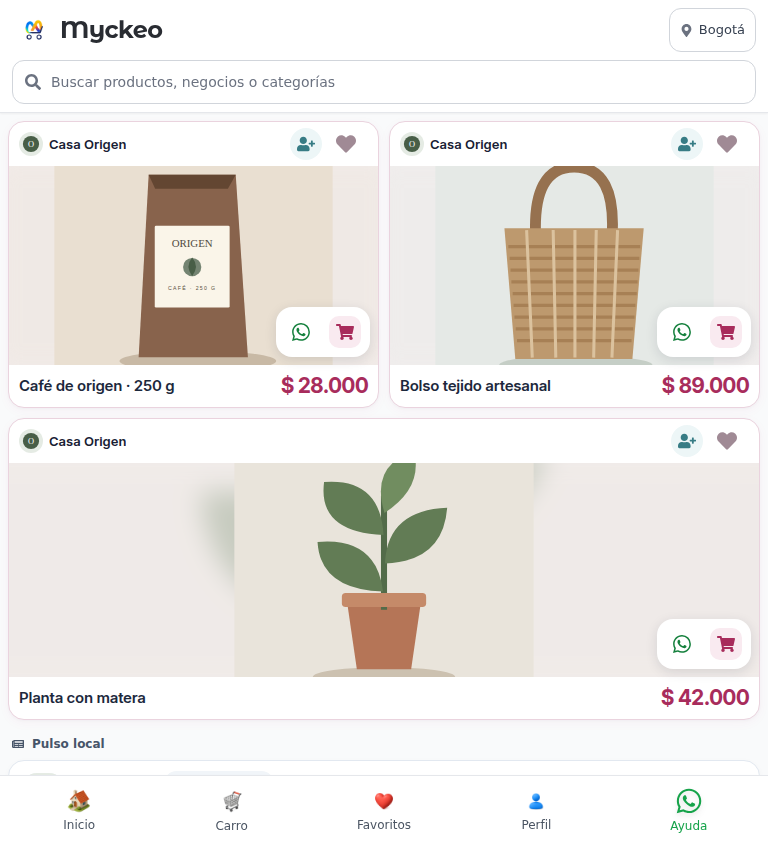 Myckeo
Bogotá
Buscar productos, negocios o categorías
Casa Origen
ORIGEN
CAFÉ · 250 G
Café de origen · 250 g
$ 28.000
Casa Origen
Bolso tejido artesanal
$ 89.000
Casa Origen
Planta con matera
$ 42.000
Pulso local
Inicio
Carro
Favoritos
Perfil
Ayuda